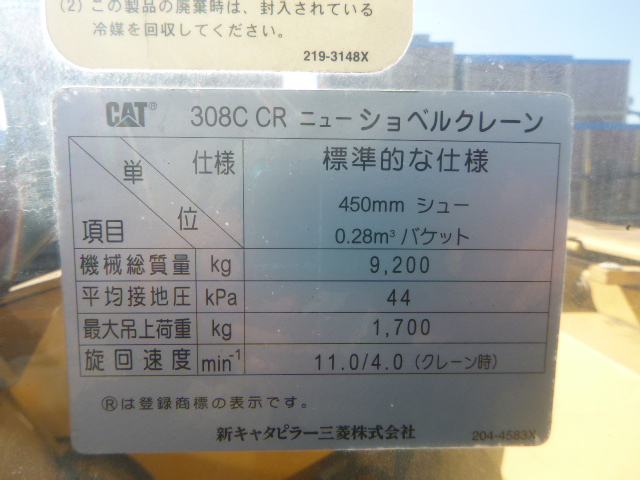 (2) この製品の廃棄時は、封入されている
冷媒を回収してください。
219-3148X
CAT® 308C CR ニューショベルクレーン
単位 仕様 標準的な仕様
項目 450mm シュー
0.28m³ バケット
機械総質量 kg 9,200
平均接地圧 kPa 44
最大吊上荷重 kg 1,700
旋回速度 min⁻¹ 11.0/4.0 (クレーン時)
®は登録商標の表示です。
新キャタピラー三菱株式会社
204-4583X